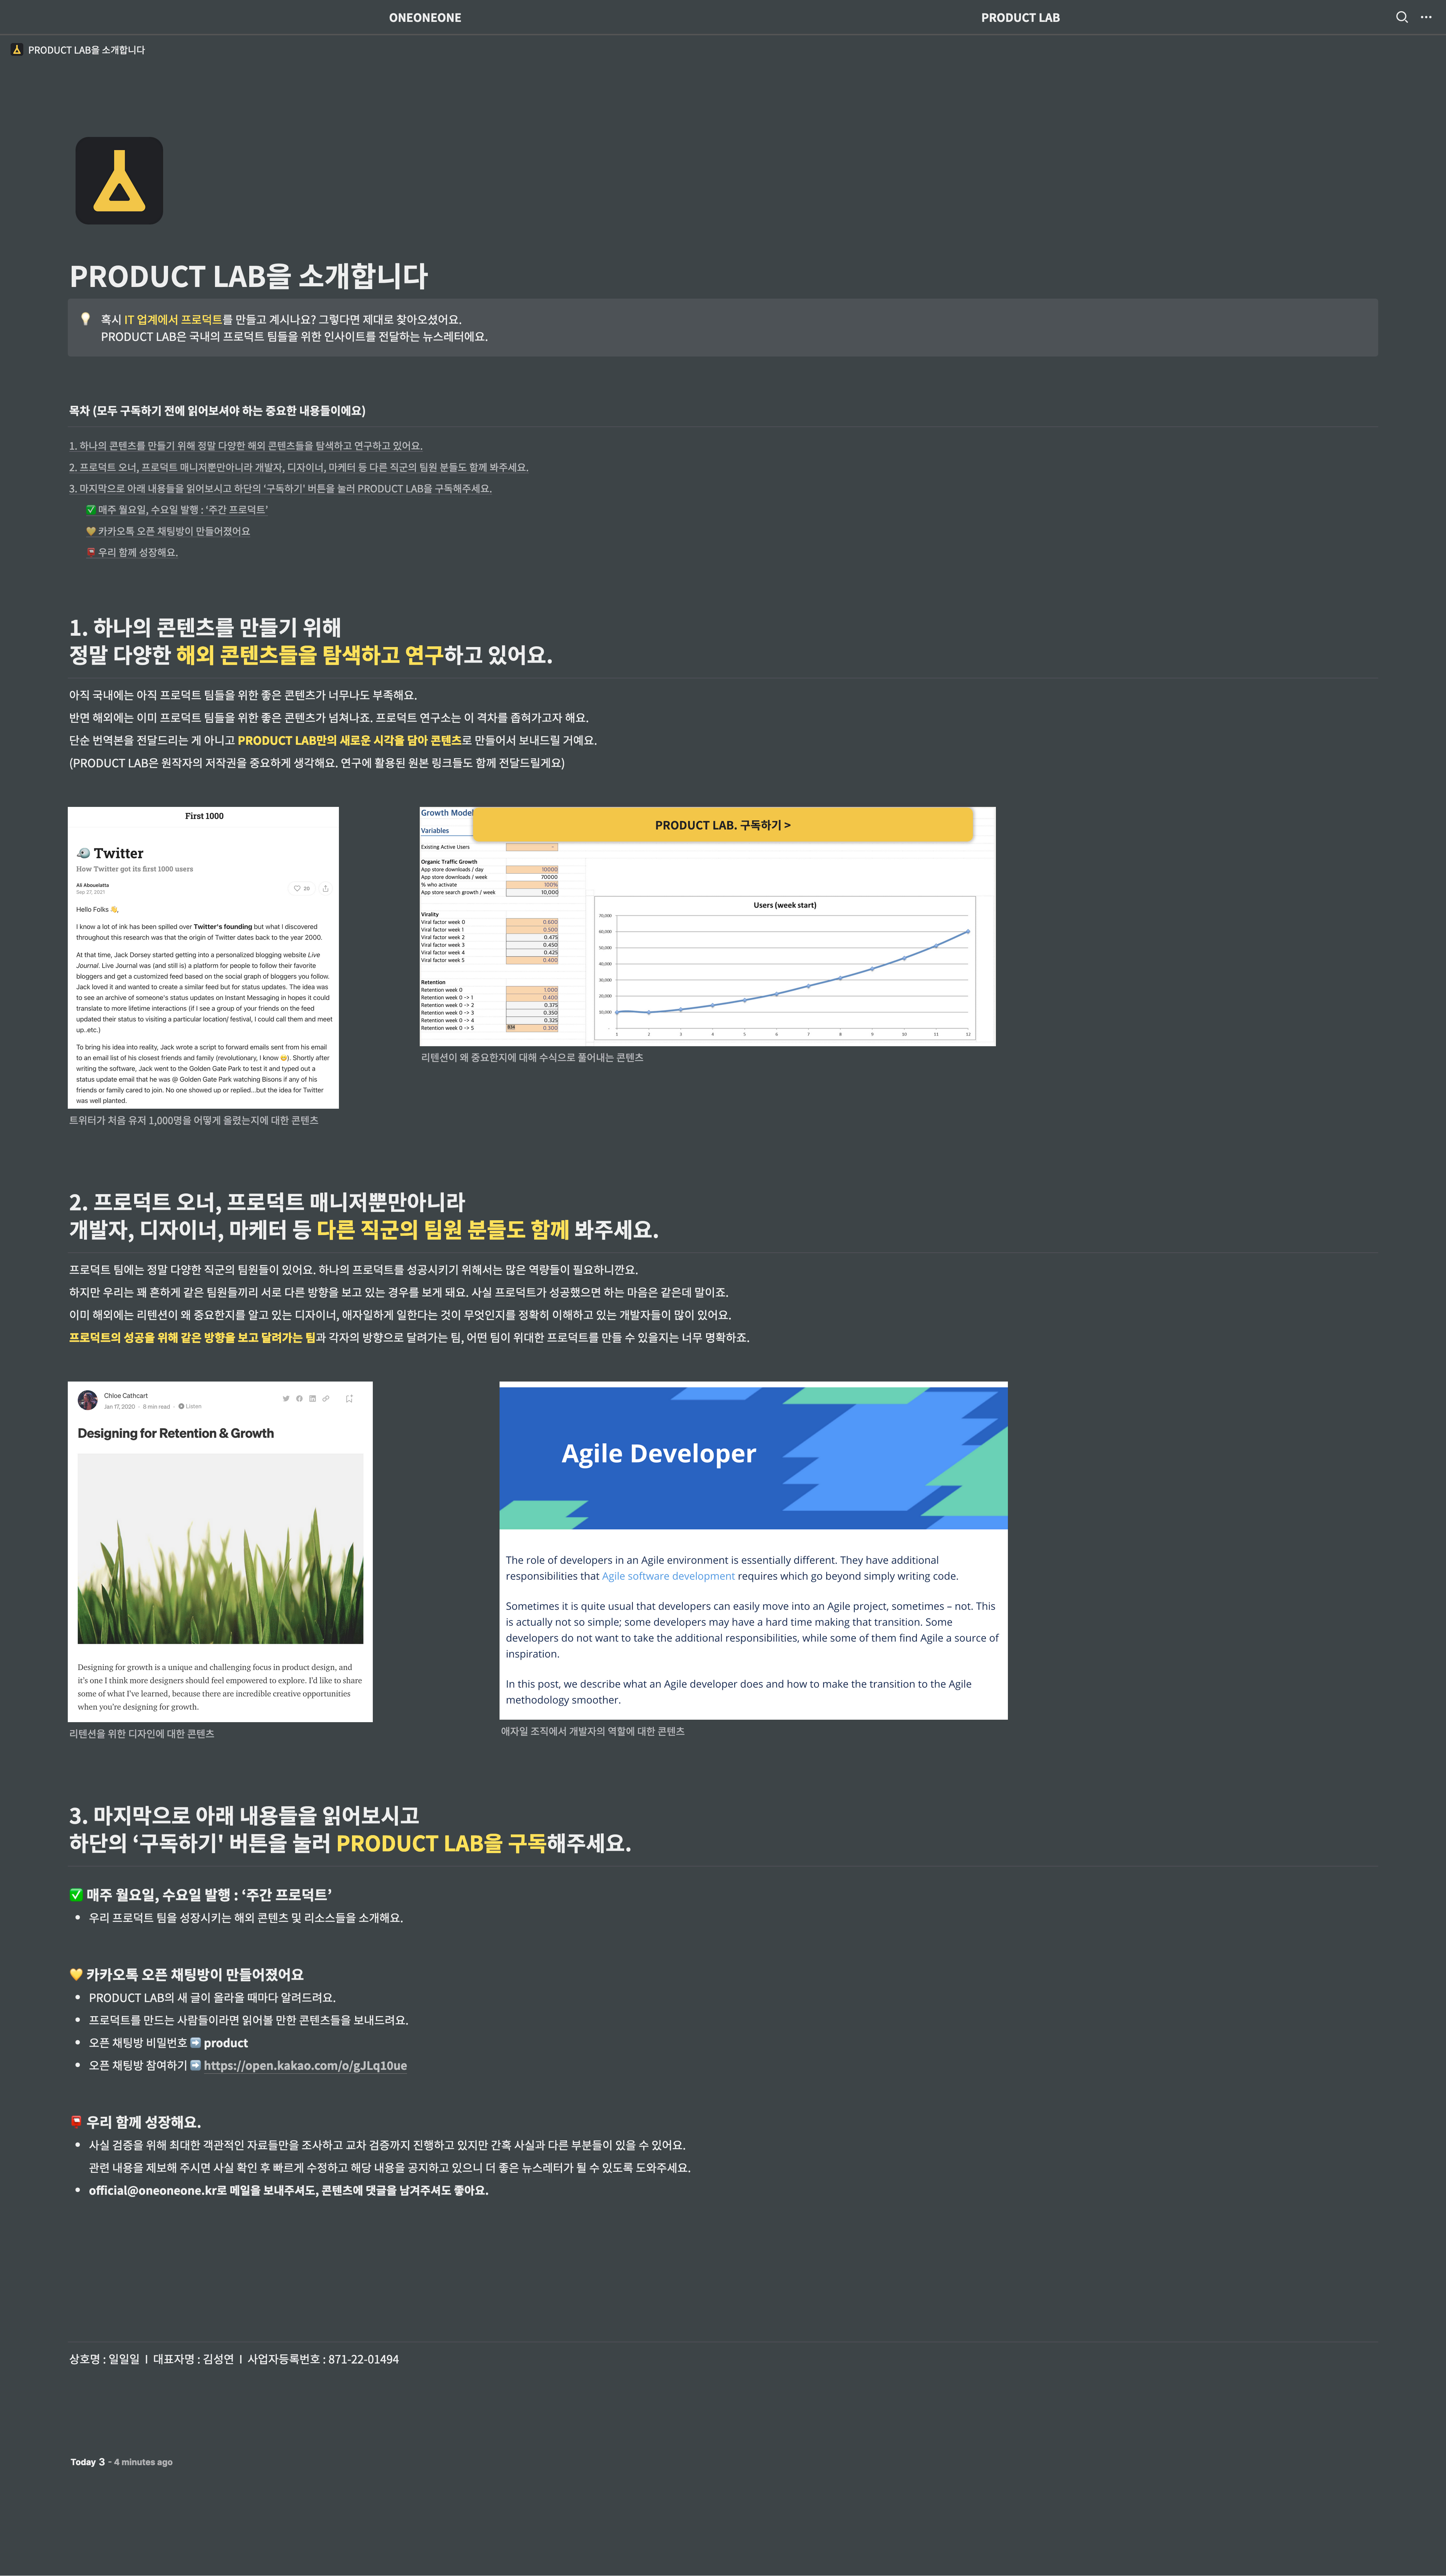 ONEONEONE
PRODUCT LAB
PRODUCT LAB을 소개합니다
PRODUCT LAB을 소개합니다
혹시 IT 업계에서 프로덕트를 만들고 계시나요? 그렇다면 제대로 찾아오셨어요.
PRODUCT LAB은 국내의 프로덕트 팀들을 위한 인사이트를 전달하는 뉴스레터에요.
목차 (모두 구독하기 전에 읽어보셔야 하는 중요한 내용들이에요)
1. 하나의 콘텐츠를 만들기 위해 정말 다양한 해외 콘텐츠들을 탐색하고 연구하고 있어요.
2. 프로덕트 오너, 프로덕트 매니저뿐만아니라 개발자, 디자이너, 마케터 등 다른 직군의 팀원 분들도 함께 봐주세요.
3. 마지막으로 아래 내용들을 읽어보시고 하단의 ‘구독하기' 버튼을 눌러 PRODUCT LAB을 구독해주세요.
✅ 매주 월요일, 수요일 발행 : ‘주간 프로덕트’
💛 카카오톡 오픈 채팅방이 만들어졌어요
📮 우리 함께 성장해요.
1. 하나의 콘텐츠를 만들기 위해
정말 다양한 해외 콘텐츠들을 탐색하고 연구하고 있어요.
아직 국내에는 아직 프로덕트 팀들을 위한 좋은 콘텐츠가 너무나도 부족해요.
반면 해외에는 이미 프로덕트 팀들을 위한 좋은 콘텐츠가 넘쳐나죠. 프로덕트 연구소는 이 격차를 좁혀가고자 해요.
단순 번역본을 전달드리는 게 아니고 PRODUCT LAB만의 새로운 시각을 담아 콘텐츠로 만들어서 보내드릴 거예요.
(PRODUCT LAB은 원작자의 저작권을 중요하게 생각해요. 연구에 활용된 원본 링크들도 함께 전달드릴게요)
First 1000
Twitter
How Twitter got its first 1000 users
Ali Abouelatta
Sep 27, 2021
20
Hello Folks 👋,
I know a lot of ink has been spilled over Twitter's founding but what I discovered
throughout this research was that the origin of Twitter dates back to the year 2000.
At that time, Jack Dorsey started getting into a personalized blogging website Live
Journal. Live Journal was (and still is) a platform for people to follow their favorite
bloggers and get a customized feed based on the social graph of bloggers you follow.
Jack loved it and wanted to create a similar feed but for status updates. The idea was
to see an archive of someone's status updates on Instant Messaging in hopes it could
translate to more lifetime interactions (if I see a group of your friends on the feed
updated their status to visiting a particular location/ festival, I could call them and meet
up..etc.)
To bring his idea into reality, Jack wrote a script to forward emails sent from his email
to an email list of his closest friends and family (revolutionary, I know 😅). Shortly after
writing the software, Jack went to the Golden Gate Park to test it and typed out a
status update email that he was @ Golden Gate Park watching Bisons if any of his
friends or family cared to join. No one showed up or replied...but the idea for Twitter
was well planted.
트위터가 처음 유저 1,000명을 어떻게 올렸는지에 대한 콘텐츠
Growth Model
PRODUCT LAB. 구독하기 >
Variables
Existing Active Users -
Organic Traffic Growth
App store downloads / day 10000
App store downloads / week 70000
% who activate 100%
App store search growth / week 10,000
Virality
Viral factor week 0 0.600
Viral factor week 1 0.500
Viral factor week 2 0.475
Viral factor week 3 0.450
Viral factor week 4 0.425
Viral factor week 5 0.400
Retention
Retention week 0 1.000
Retention week 0 -> 1 0.400
Retention week 0 -> 2 0.375
Retention week 0 -> 3 0.350
Retention week 0 -> 4 0.325
Retention week 0 -> 5 0.300
Users (week start)
70,000
60,000
50,000
40,000
30,000
20,000
10,000
-
1 2 3 4 5 6 7 8 9 10 11 12
리텐션이 왜 중요한지에 대해 수식으로 풀어내는 콘텐츠
2. 프로덕트 오너, 프로덕트 매니저뿐만아니라
개발자, 디자이너, 마케터 등 다른 직군의 팀원 분들도 함께 봐주세요.
프로덕트 팀에는 정말 다양한 직군의 팀원들이 있어요. 하나의 프로덕트를 성공시키기 위해서는 많은 역량들이 필요하니깐요.
하지만 우리는 꽤 흔하게 같은 팀원들끼리 서로 다른 방향을 보고 있는 경우를 보게 돼요. 사실 프로덕트가 성공했으면 하는 마음은 같은데 말이죠.
이미 해외에는 리텐션이 왜 중요한지를 알고 있는 디자이너, 애자일하게 일한다는 것이 무엇인지를 정확히 이해하고 있는 개발자들이 많이 있어요.
프로덕트의 성공을 위해 같은 방향을 보고 달려가는 팀과 각자의 방향으로 달려가는 팀, 어떤 팀이 위대한 프로덕트를 만들 수 있을지는 너무 명확하죠.
Chloe Cathcart
Jan 17, 2020 · 8 min read · Listen
Designing for Retention & Growth
Designing for growth is a unique and challenging focus in product design, and
it's one I think more designers should feel empowered to explore. I'd like to share
some of what I've learned, because there are incredible creative opportunities
when you're designing for growth.
리텐션을 위한 디자인에 대한 콘텐츠
Agile Developer
The role of developers in an Agile environment is essentially different. They have additional
responsibilities that Agile software development requires which go beyond simply writing code.
Sometimes it is quite usual that developers can easily move into an Agile project, sometimes – not. This
is actually not so simple; some developers may have a hard time making that transition. Some
developers do not want to take the additional responsibilities, while some of them find Agile a source of
inspiration.
In this post, we describe what an Agile developer does and how to make the transition to the Agile
methodology smoother.
애자일 조직에서 개발자의 역할에 대한 콘텐츠
3. 마지막으로 아래 내용들을 읽어보시고
하단의 ‘구독하기' 버튼을 눌러 PRODUCT LAB을 구독해주세요.
✅ 매주 월요일, 수요일 발행 : ‘주간 프로덕트’
• 우리 프로덕트 팀을 성장시키는 해외 콘텐츠 및 리소스들을 소개해요.
💛 카카오톡 오픈 채팅방이 만들어졌어요
• PRODUCT LAB의 새 글이 올라올 때마다 알려드려요.
• 프로덕트를 만드는 사람들이라면 읽어볼 만한 콘텐츠들을 보내드려요.
• 오픈 채팅방 비밀번호 ➡️ product
• 오픈 채팅방 참여하기 ➡️ https://open.kakao.com/o/gJLq10ue
📮 우리 함께 성장해요.
• 사실 검증을 위해 최대한 객관적인 자료들만을 조사하고 교차 검증까지 진행하고 있지만 간혹 사실과 다른 부분들이 있을 수 있어요.
관련 내용을 제보해 주시면 사실 확인 후 빠르게 수정하고 해당 내용을 공지하고 있으니 더 좋은 뉴스레터가 될 수 있도록 도와주세요.
• official@oneoneone.kr로 메일을 보내주셔도, 콘텐츠에 댓글을 남겨주셔도 좋아요.
상호명 : 일일일 ㅣ 대표자명 : 김성연 ㅣ 사업자등록번호 : 871-22-01494
Today 3 - 4 minutes ago